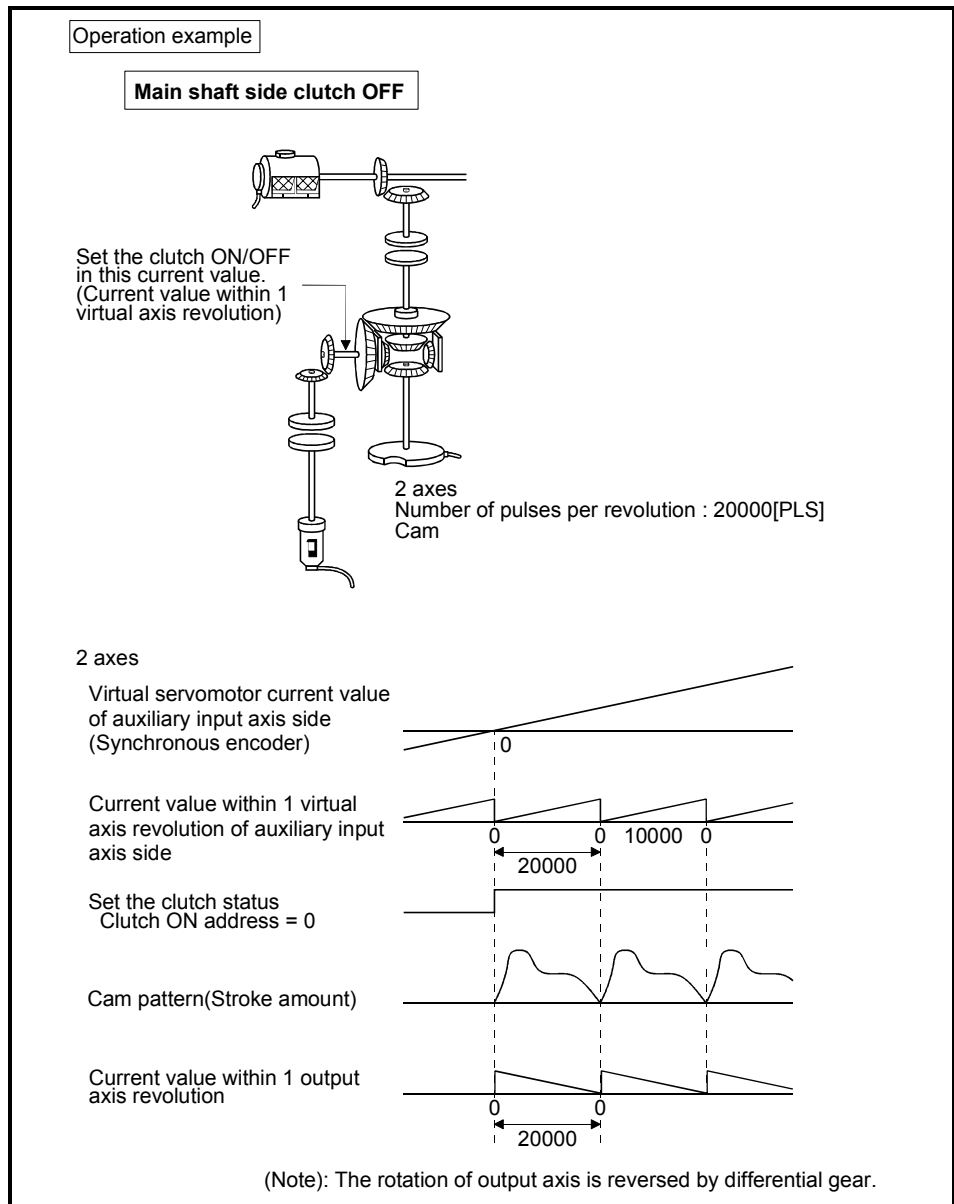 Operation example
Main shaft side clutch OFF
Set the clutch ON/OFF
in this current value.
(Current value within 1
virtual axis revolution)
2 axes
Number of pulses per revolution : 20000[PLS]
Cam
2 axes
Virtual servomotor current value
of auxiliary input axis side
(Synchronous encoder)
0
Current value within 1 virtual
axis revolution of auxiliary input
axis side
0 0 10000 0
20000
Set the clutch status
Clutch ON address = 0
Cam pattern(Stroke amount)
Current value within 1 output
axis revolution
0 0
20000
(Note): The rotation of output axis is reversed by differential gear.